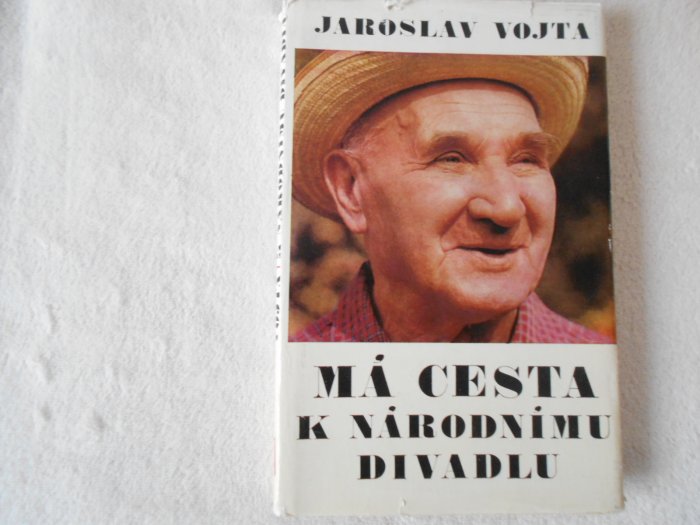 JAROSLAV VOJTA
MÁ CESTA
K NÁRODNÍMU
DIVADLU